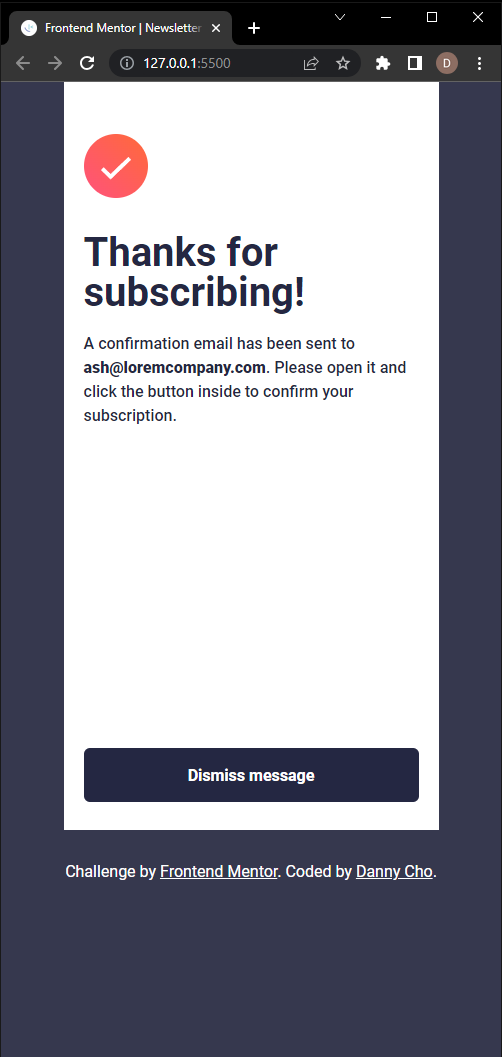 Frontend Mentor | Newsletter
127.0.0.1:5500
D
Thanks for
subscribing!
A confirmation email has been sent to
ash@loremcompany.com. Please open it and
click the button inside to confirm your
subscription.
Dismiss message
Challenge by Frontend Mentor. Coded by Danny Cho.